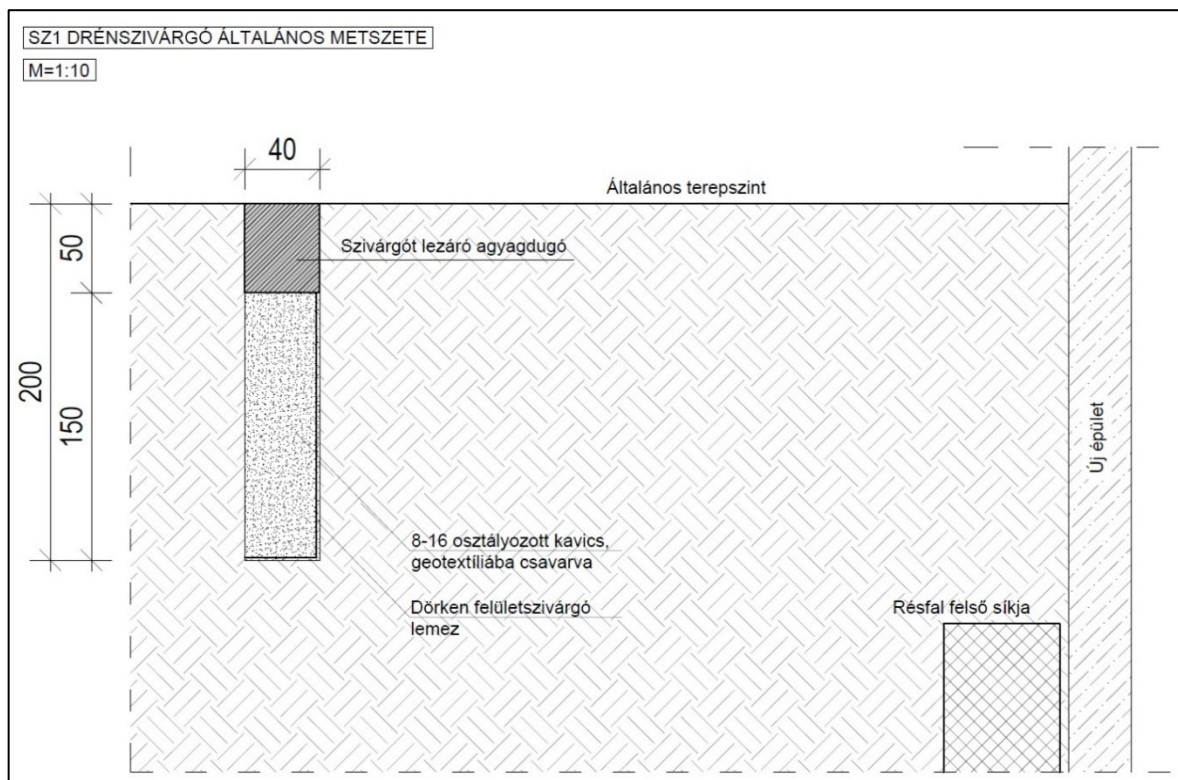 SZ1 DRÉNSZIVÁRGÓ ÁLTALÁNOS METSZETE
M=1:10
40
Általános terepszint
50
Szivárgót lezáró agyagdugó
200
150
Új épület
8-16 osztályozott kavics,
geotextíliába csavarva
Dörken felületszivárgó
lemez
Résfal felső síkja